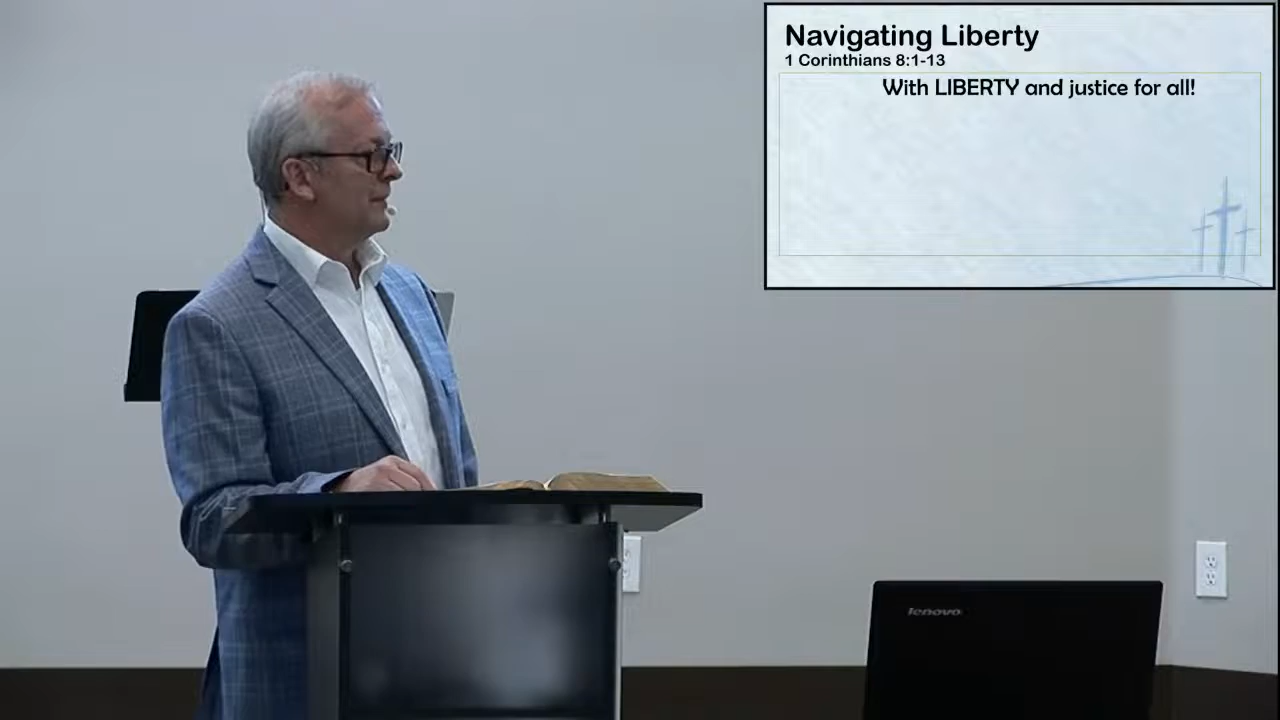 Navigating Liberty
1 Corinthians 8:1-13
With LIBERTY and justice for all!
lenovo